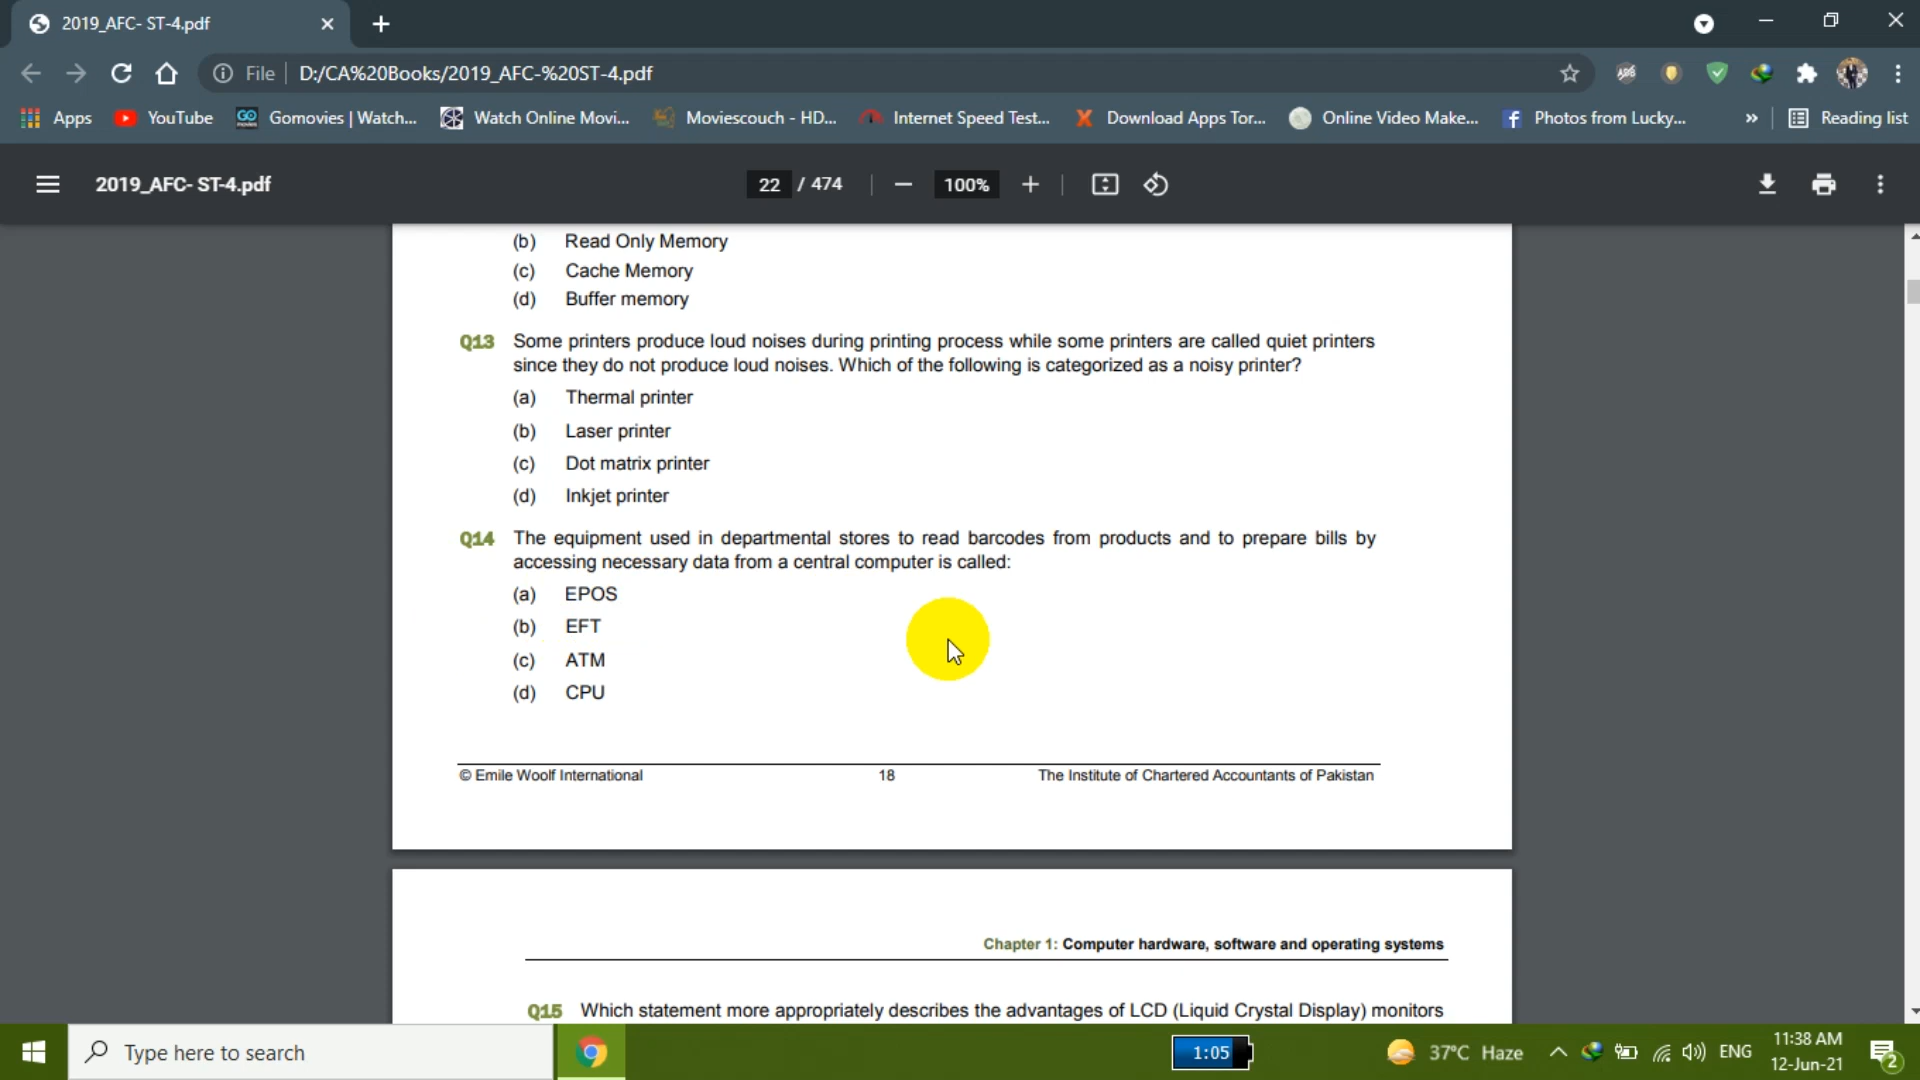 2019_AFC- ST-4.pdf
File
D:/CA%20Books/2019_AFC-%20ST-4.pdf
Apps
YouTube
Gomovies | Watch...
Watch Online Movi...
Moviescouch - HD...
Internet Speed Test...
Download Apps Tor...
Online Video Make...
Photos from Lucky...
»
Reading list
2019_AFC- ST-4.pdf
22 / 474
100%
(b) Read Only Memory
(c) Cache Memory
(d) Buffer memory
Q13 Some printers produce loud noises during printing process while some printers are called quiet printers
since they do not produce loud noises. Which of the following is categorized as a noisy printer?
(a) Thermal printer
(b) Laser printer
(c) Dot matrix printer
(d) Inkjet printer
Q14 The equipment used in departmental stores to read barcodes from products and to prepare bills by
accessing necessary data from a central computer is called:
(a) EPOS
(b) EFT
(c) ATM
(d) CPU
© Emile Woolf International 18 The Institute of Chartered Accountants of Pakistan
Chapter 1: Computer hardware, software and operating systems
Q15 Which statement more appropriately describes the advantages of LCD (Liquid Crystal Display) monitors
Type here to search
1:05
37°C Haze
ENG
11:38 AM
12-Jun-21
2